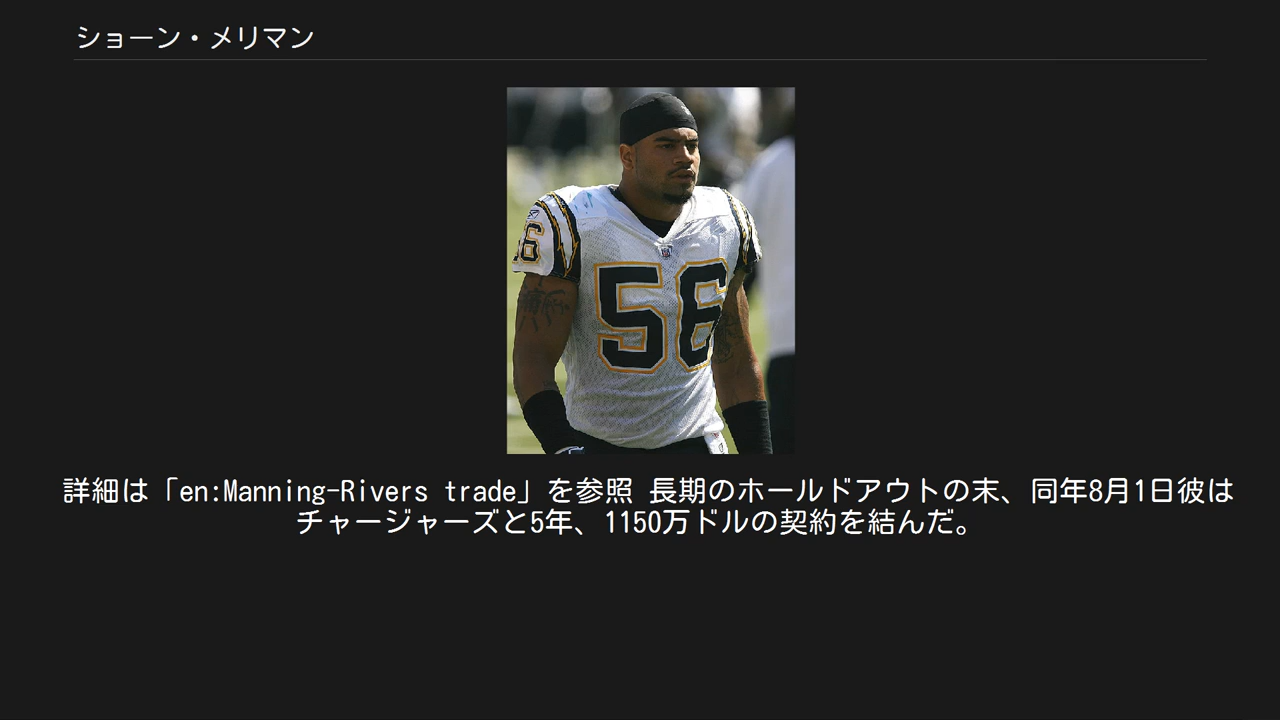 ショーン・メリマン
56
56
詳細は「en:Manning-Rivers trade」を参照 長期のホールドアウトの末、同年8月1日彼は
チャージャーズと5年、1150万ドルの契約を結んだ。